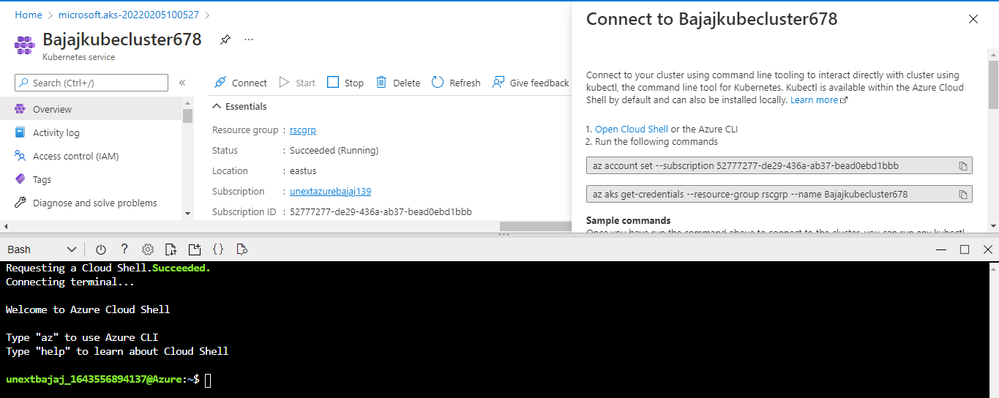 Home > microsoft.aks-20220205100527 >
Bajajkubecluster678
...
Kubernetes service
Search (Ctrl+/)
«
Overview
Activity log
Access control (IAM)
Tags
Diagnose and solve problems
Connect
Start
Stop
Delete
Refresh
Give feedback
Essentials
Resource group : rscgrp
Status : Succeeded (Running)
Location : eastus
Subscription : unextazurebajaj139
Subscription ID : 52777277-de29-436a-ab37-bead0ebd1bbb
Connect to Bajajkubecluster678
Connect to your cluster using command line tooling to interact directly with cluster using
kubectl, the command line tool for Kubernetes. Kubectl is available within the Azure Cloud
Shell by default and can also be installed locally. Learn more
1. Open Cloud Shell or the Azure CLI
2. Run the following commands
az account set --subscription 52777277-de29-436a-ab37-bead0ebd1bbb
az aks get-credentials --resource-group rscgrp --name Bajajkubecluster678
Sample commands
Once you have run the command above to connect to the cluster, you can run any kubectl
Bash
?
{}
Requesting a Cloud Shell.Succeeded.
Connecting terminal...
Welcome to Azure Cloud Shell
Type "az" to use Azure CLI
Type "help" to learn about Cloud Shell
unextbajaj_1643556894137@Azure:~$